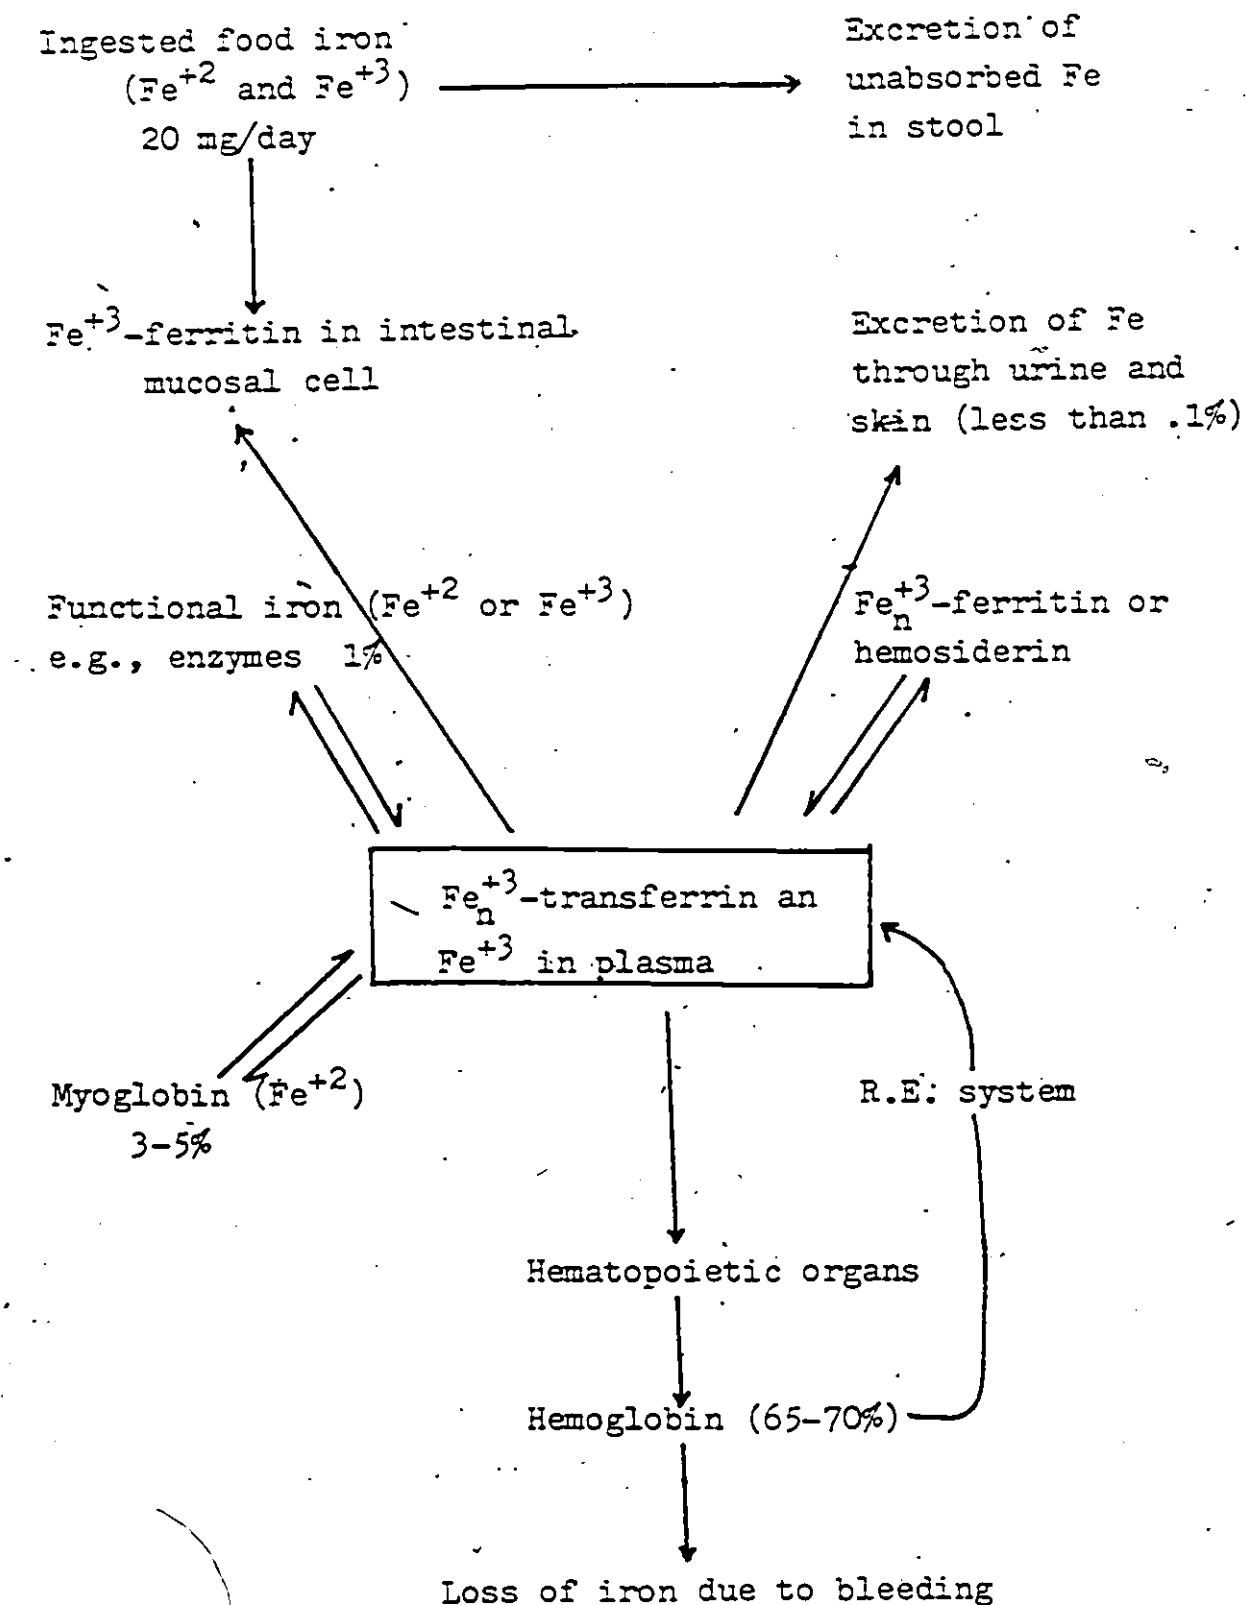 Ingested food iron
(Fe+2 and Fe+3)
20 mg/day
Excretion of
unabsorbed Fe
in stool
Fe+3-ferritin in intestinal
mucosal cell
Excretion of Fe
through urine and
skin (less than .1%)
Functional iron (Fe+2 or Fe+3)
e.g., enzymes 1%
Fen+3-ferritin or
hemosiderin
Fen+3-transferrin an
Fe+3 in plasma
Myoglobin (Fe+2)
3-5%
R.E. system
Hematopoietic organs
Hemoglobin (65-70%)
Loss of iron due to bleeding